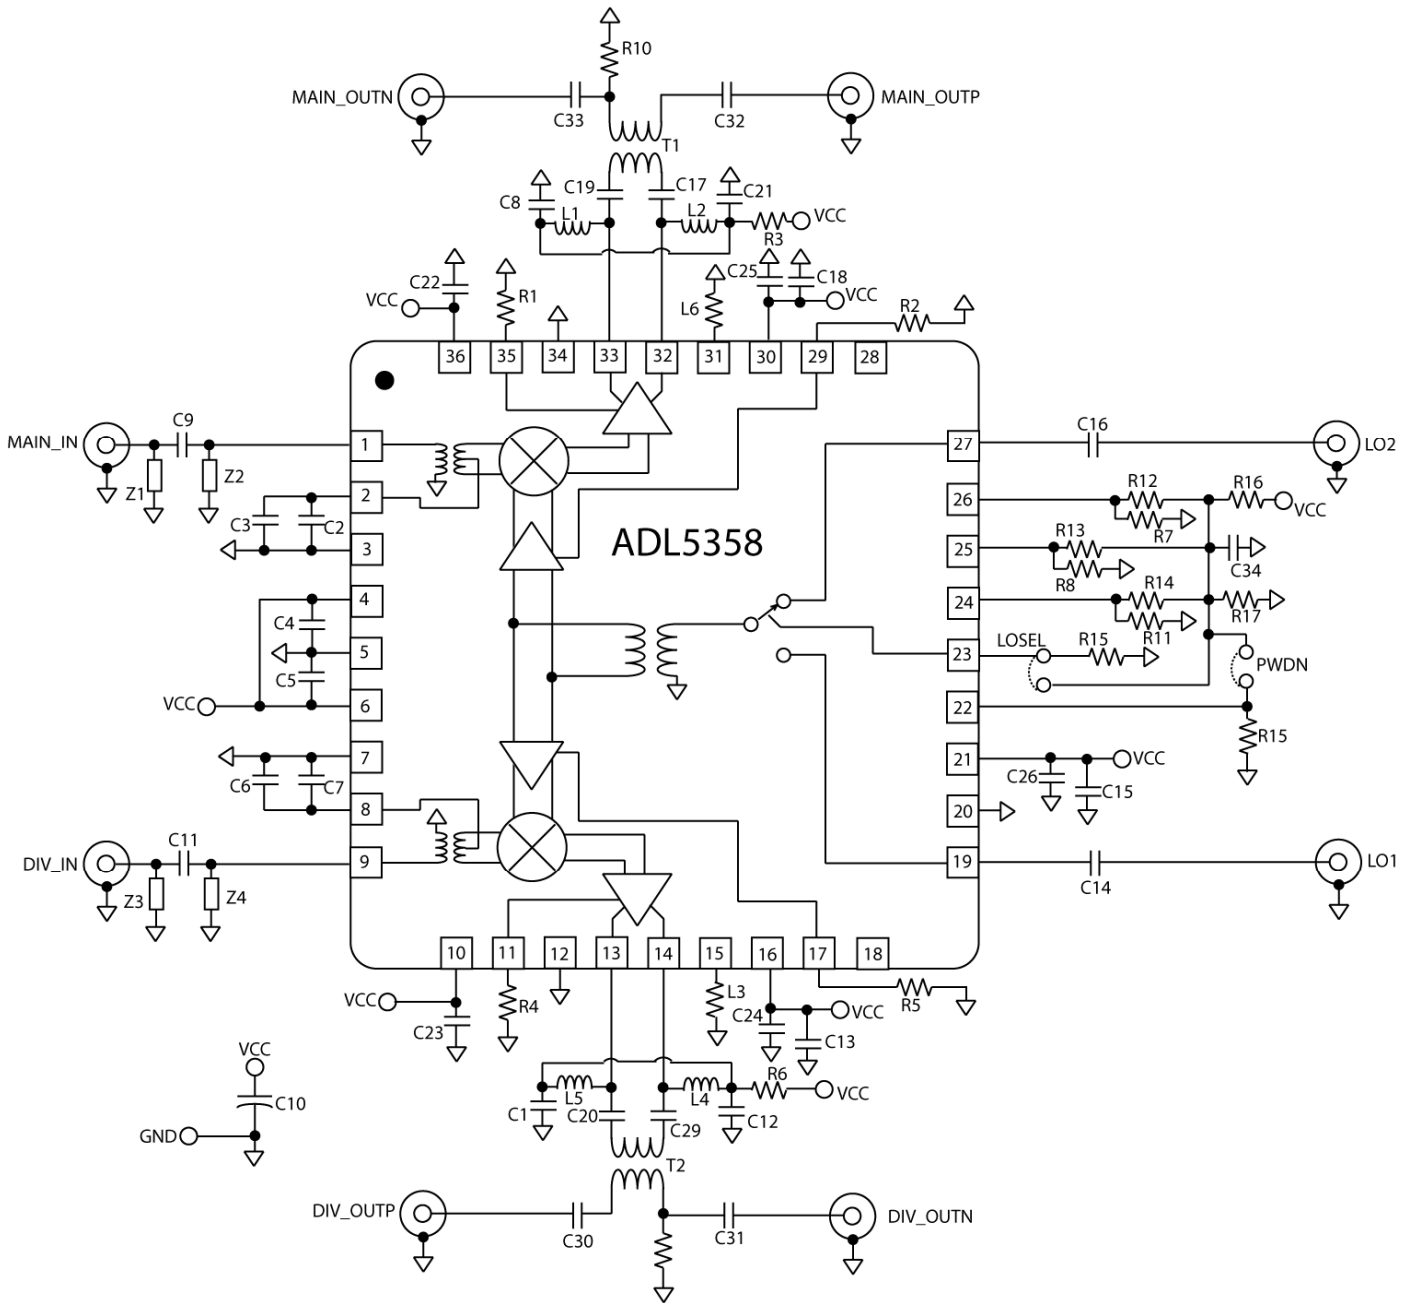 R10
MAIN_OUTN
MAIN_OUTP
C33
C32
T1
C19
C17
C8
C21
L1
L2
VCC
R3
C22
R1
C25
C18
VCC
VCC
L6
R2
36
35
34
33
32
31
30
29
28
MAIN_IN
C9
Z1
Z2
1
C3
C2
2
3
C4
4
C5
5
VCC
6
C6
C7
7
8
DIV_IN
C11
Z3
Z4
9
ADL5358
27
C16
LO2
26
R12
R16
VCC
R7
25
R13
C34
R8
24
R14
R17
R11
23
LOSEL
R15
PWDN
22
R15
21
VCC
C26
C15
20
19
C14
LO1
10
11
12
13
14
15
16
17
18
VCC
C23
R4
L3
C24
VCC
C13
R5
VCC
C10
GND
C1
L5
C20
C29
L4
R6
VCC
C12
T2
DIV_OUTP
C30
C31
DIV_OUTN